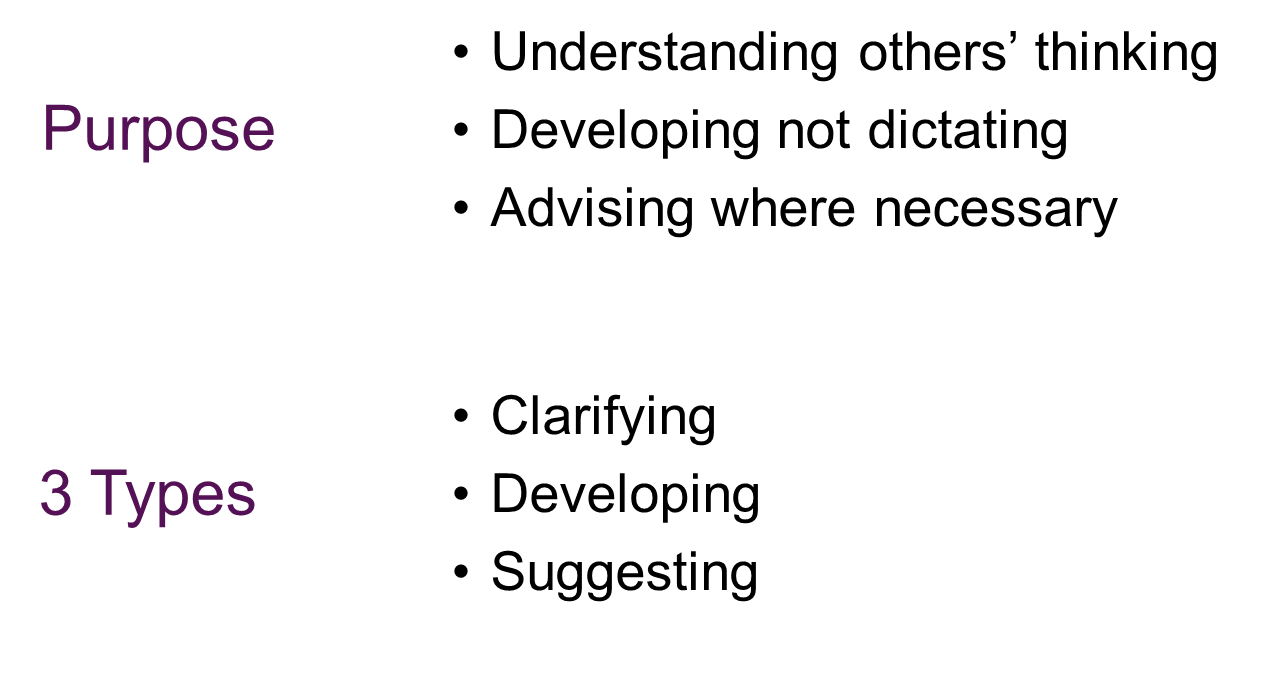 Purpose
• Understanding others’ thinking
• Developing not dictating
• Advising where necessary
3 Types
• Clarifying
• Developing
• Suggesting